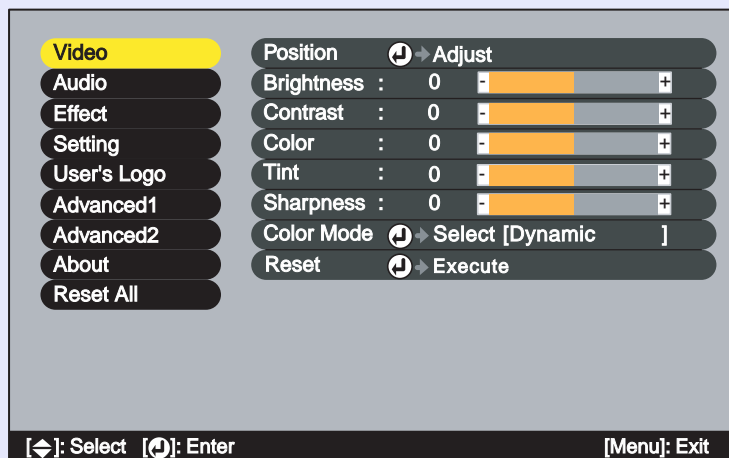 Video
Audio
Effect
Setting
User's Logo
Advanced1
Advanced2
About
Reset All
Position Adjust
Brightness : 0 - +
Contrast : 0 - +
Color : 0 - +
Tint : 0 - +
Sharpness : 0 - +
Color Mode Select [Dynamic ]
Reset Execute
[ ]: Select [ ]: Enter [Menu]: Exit